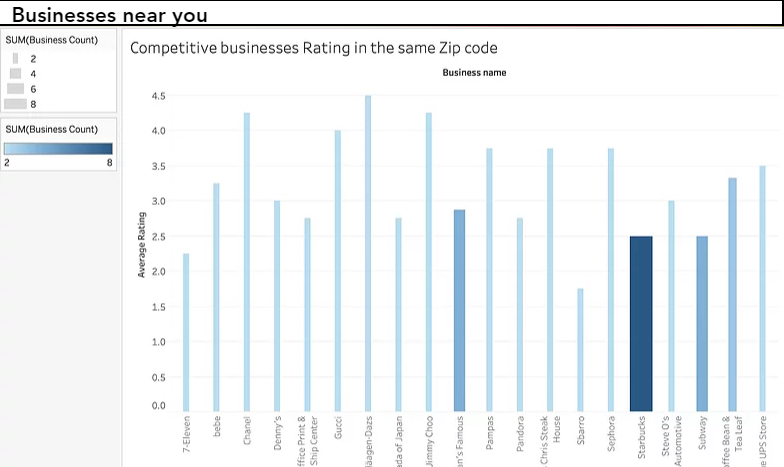 Businesses near you
SUM(Business Count)
2
4
6
8
SUM(Business Count)
2 8
Competitive businesses Rating in the same Zip code
Business name
Average Rating
4.5
4.0
3.5
3.0
2.5
2.0
1.5
1.0
0.5
0.0
7-Eleven
bebe
Chanel
Denny's
ffice Print &
Ship Center
Gucci
läagen-Dazs
da of Japan
Jimmy Choo
n's Famous
Pampas
Pandora
Chris Steak
House
Sbarro
Sephora
Starbucks
Steve O's
Automotive
Subway
ffee Bean &
Tea Leaf
e UPS Store